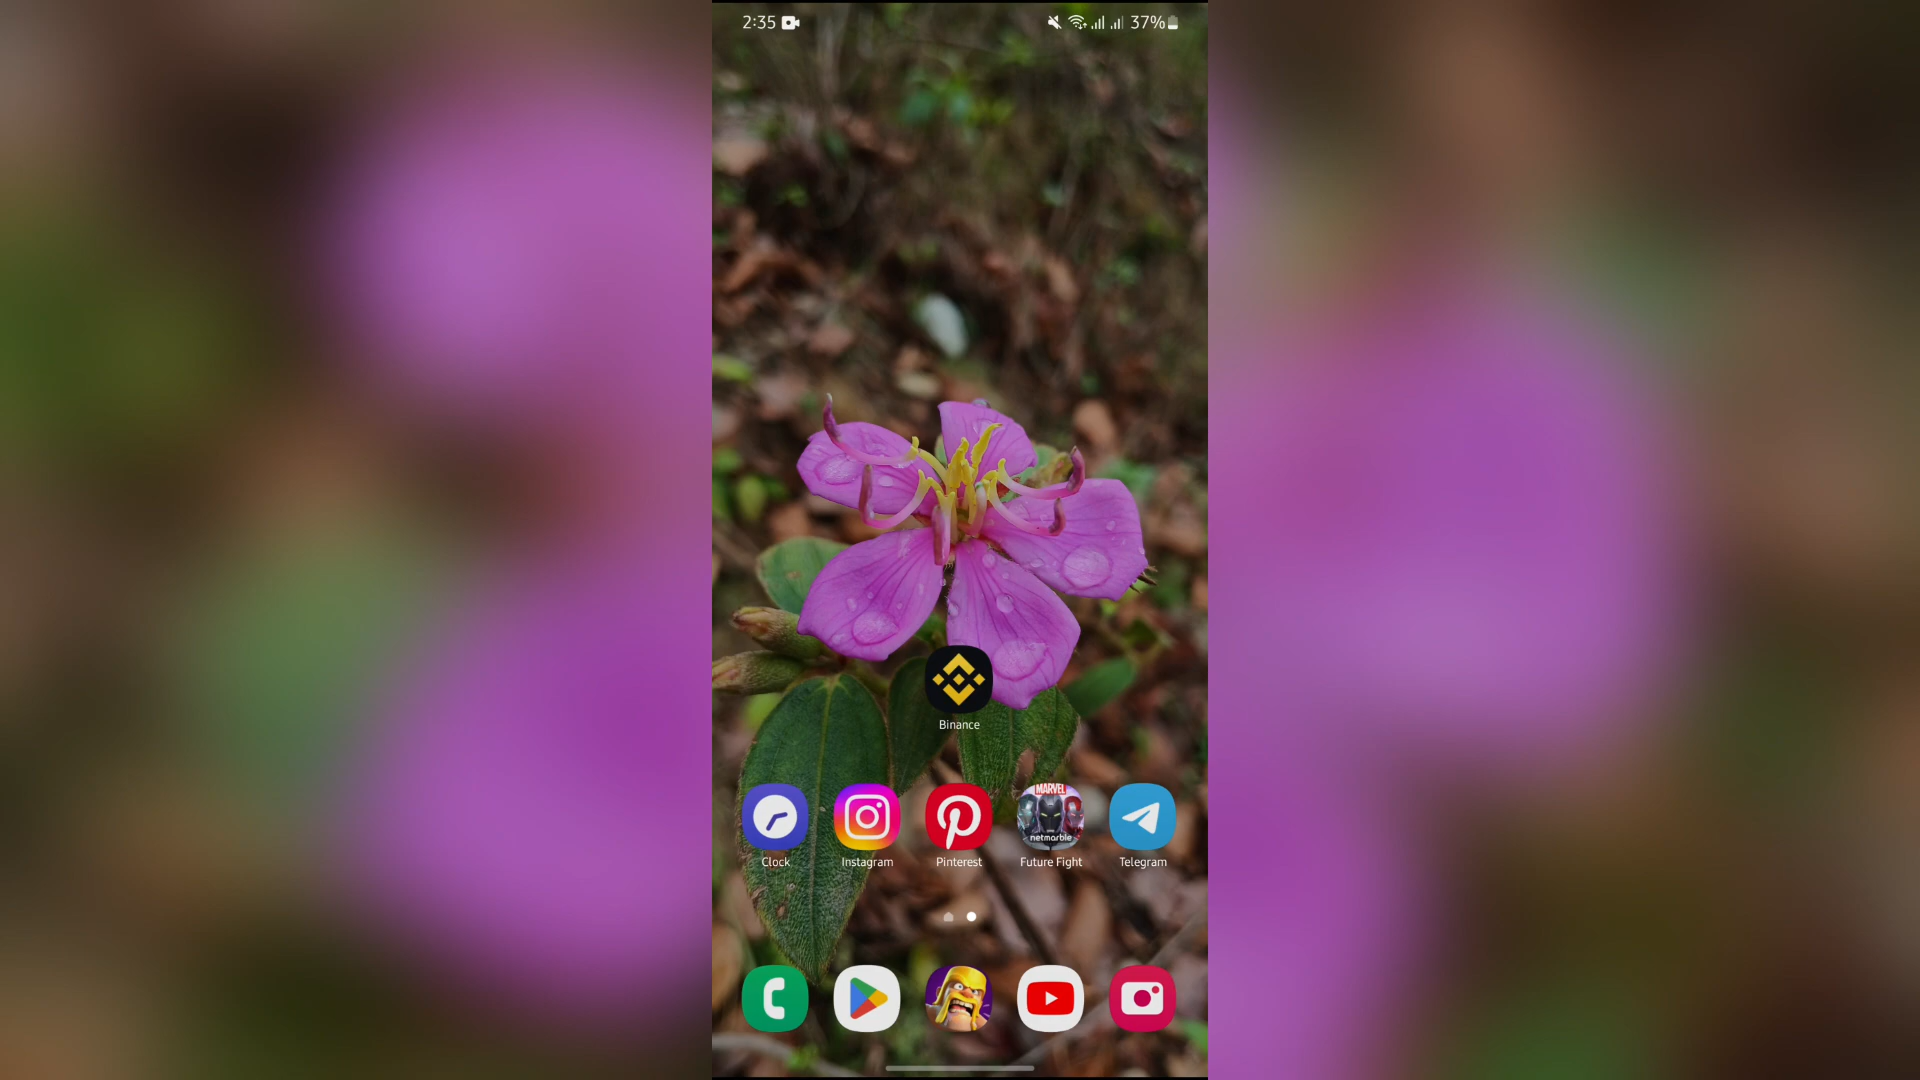 2:35 37%
Binance
MARVEL
netmarble
Clock Instagram Pinterest Future Fight Telegram